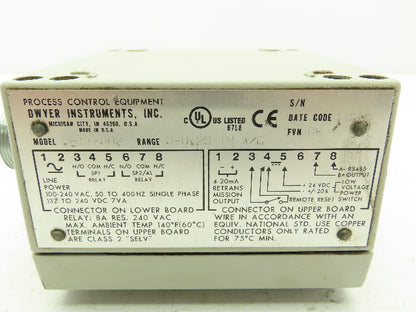 PROCESS CONTROL EQUIPMENT
DWYER INSTRUMENTS, INC.
MICHIGAN CITY, IN 46360, U.S.A.
MADE IN U.S.A.
C UL US LISTED
67L8
CE
S/N
DATE CODE
FVN
MODEL
RANGE
1 2 3 4 5 6 7 8
N/O COM N/C N/O COM N/C
SP1 SP2/AL
LINE RELAY RELAY
POWER
100-240 VAC, 50 TO 400HZ SINGLE PHASE
132 TO 240 VDC 7VA
CONNECTOR ON LOWER BOARD
RELAY: 8A RES. 240 VAC
MAX. AMBIENT TEMP 140°F(60°C)
TERMINALS ON UPPER BOARD
ARE CLASS 2 "SELV"
1 2 3 4 5 6 7 8
- + - +
A- RS485
B+ OUTPUT
4-20mA
RETRANS
MISSION
OUTPUT
+ 24 VDC
+/-20%
LOW
VOLTAGE
POWER
REMOTE RESET SWITCH
CONNECTOR ON UPPER BOARD
WIRE IN ACCORDANCE WITH AN
EQUIV. NATIONAL STD. USE COPPER
CONDUCTORS ONLY RATED
FOR 75°C MIN.